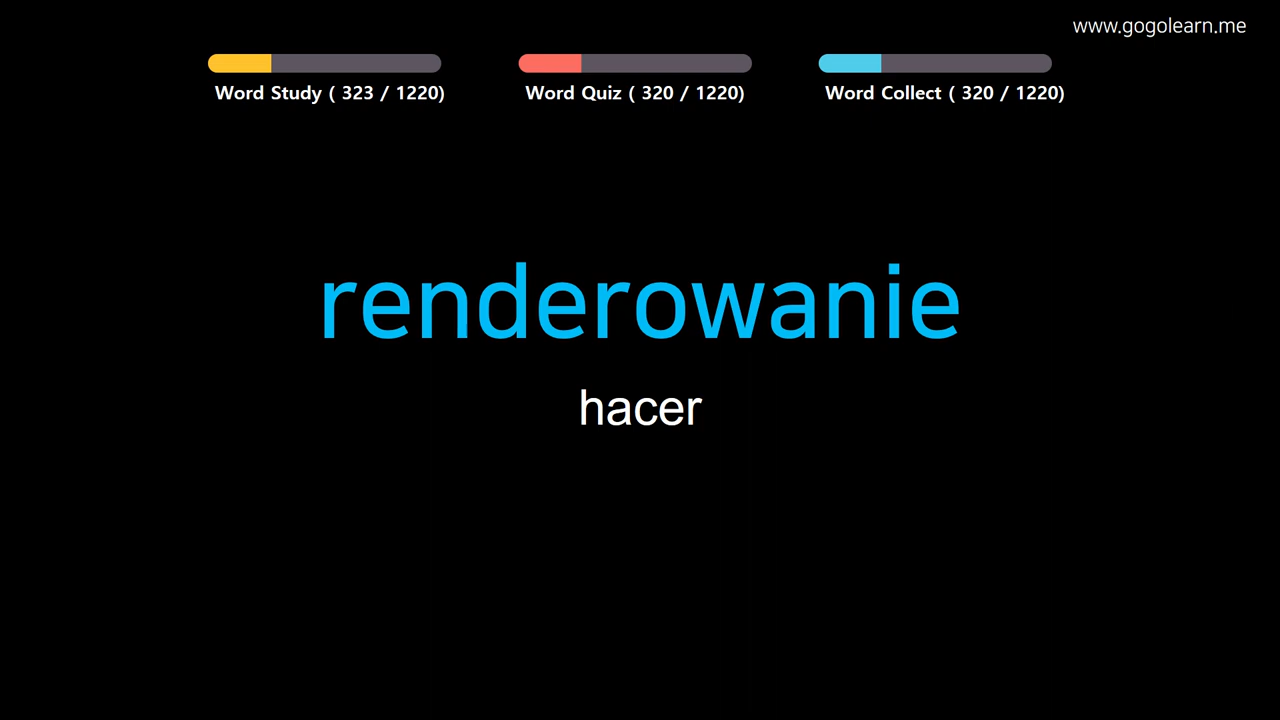 www.gogolearn.me
Word Study ( 323 / 1220)
Word Quiz ( 320 / 1220)
Word Collect ( 320 / 1220)
renderowanie
hacer